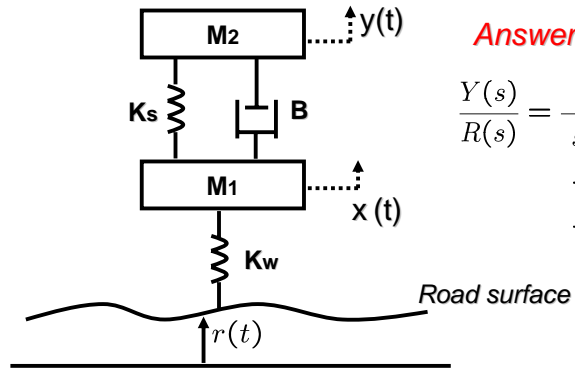 M2
y(t)
Answer
Ks
B
Y(s)
R(s) =
M1
x (t)
Kw
Road surface
r(t)